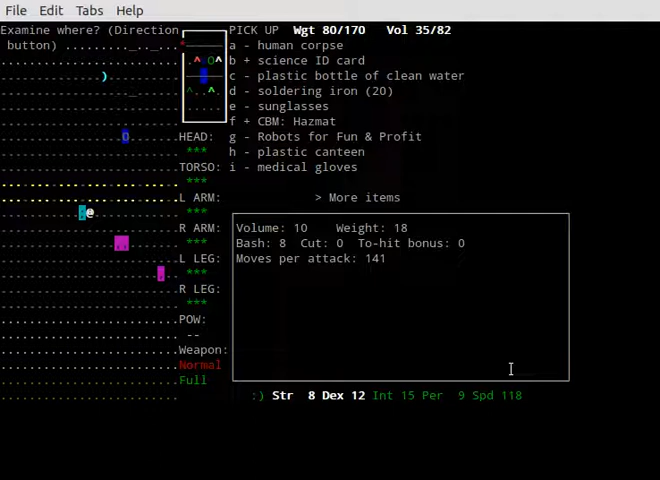 File Edit Tabs Help
Examine where? (Direction button)
PICK UP Wgt 80/170 Vol 35/82
a - human corpse
b + science ID card
c - plastic bottle of clean water
d - soldering iron (20)
e - sunglasses
f + CBM: Hazmat
g - Robots for Fun & Profit
h - plastic canteen
i - medical gloves
> More items
HEAD:
***
TORSO:
***
L ARM:
***
R ARM:
***
L LEG:
***
R LEG:
***
POW:
--
Weapon:
Normal
Full
Volume: 10 Weight: 18
Bash: 8 Cut: 0 To-hit bonus: 0
Moves per attack: 141
:) Str 8 Dex 12 Int 15 Per 9 Spd 118